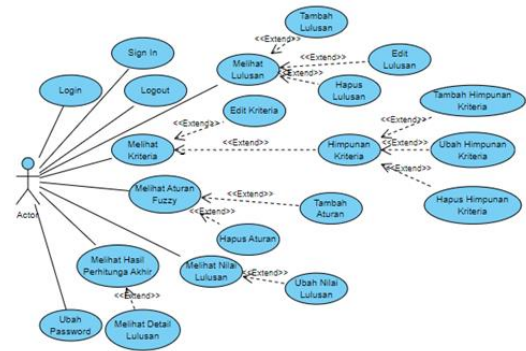 Tambah
Lulusan
<<Extend>>
Sign In
Melihat
Lulusan
<<Extend>>
Edit
Lulusan
<<Extend>>
Hapus
Lulusan
Login
Logout
Edit Kriteria
Tambah Himpunan
Kriteria
<<Extend>>
<<Extend>>
Melihat
Kriteria
<<Extend>>
Himpunan
Kriteria
<<Extend>>
Ubah Himpunan
Kriteria
<<Extend>>
Hapus Himpunan
Kriteria
Actor
Melihat Aturan
Fuzzy
<<Extend>>
Tambah
Aturan
<<Extend>>
Hapus Aturan
Melihat Hasil
Perhitunga Akhir
Melihat Nilai
Lulusan
<<Extend>>
Ubah Nilai
Lulusan
<<Extend>>
Ubah
Password
Melihat Detail
Lulusan